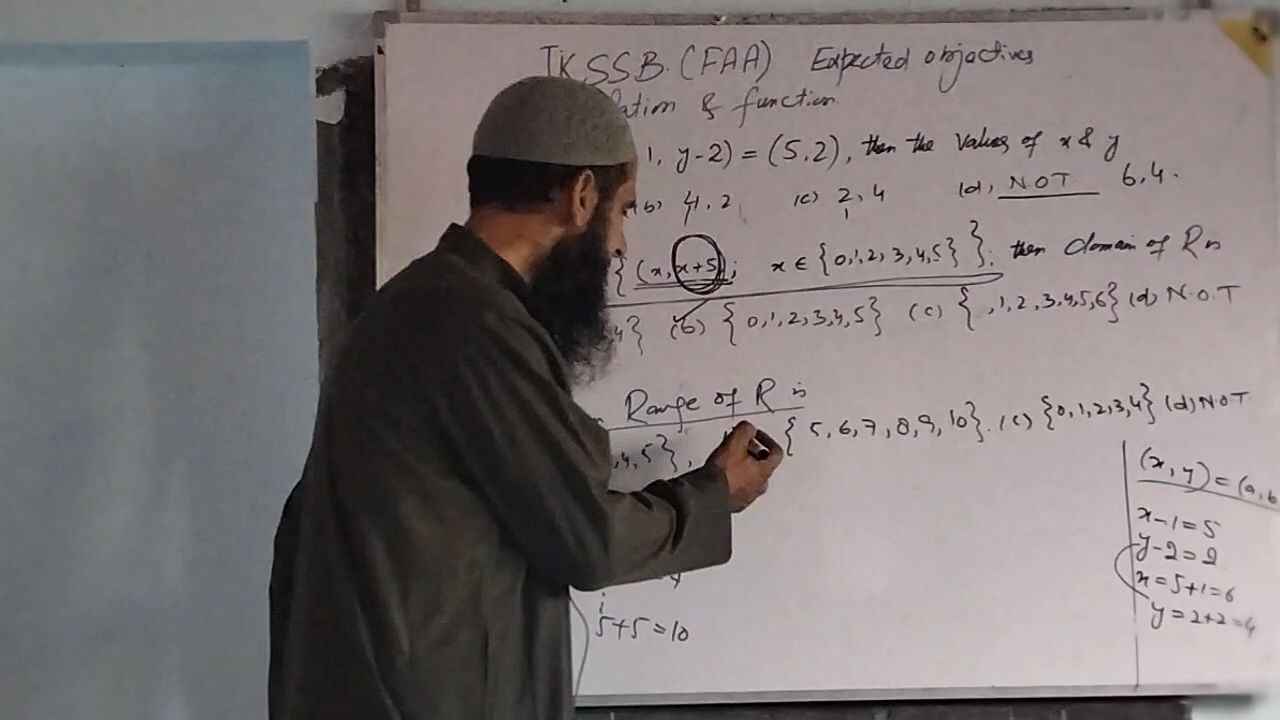 JKSSB. (FAA) Expected objectives
lation & function.
1, y-2) = (5,2), then the values of x & y
(b) 4, 2 (c) 2, 4 (d) N.O.T 6,4.
{(x, x+5); x ∈ {0,1,2,3,4,5}}; then domain of R is
4} (b) {0,1,2,3,4,5} (c) { ,1,2,3,4,5,6} (d) N.O.T
Range of R is
,4,5}, {5,6,7,8,9,10}. (c) {0,1,2,3,4} (d) NOT
5+5=10
(x, y) = (a, b
x-1=5
y-2=2
x=5+1=6
y=2+2=4